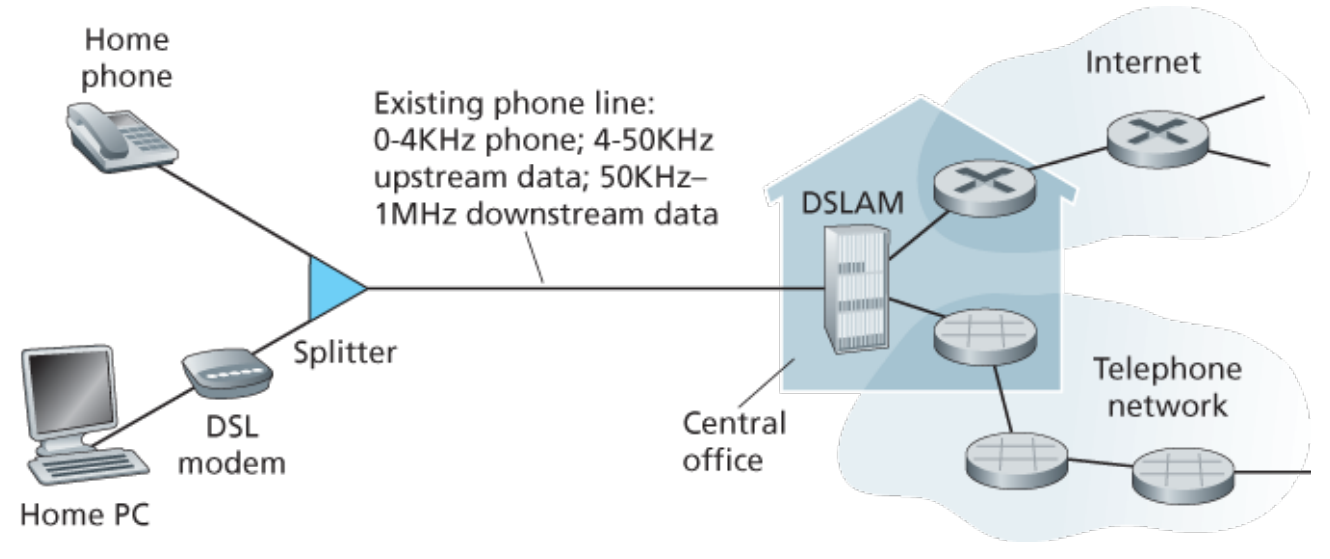 Home
phone
Existing phone line:
0-4KHz phone; 4-50KHz
upstream data; 50KHz–
1MHz downstream data
Internet
DSLAM
Splitter
DSL
modem
Home PC
Central
office
Telephone
network